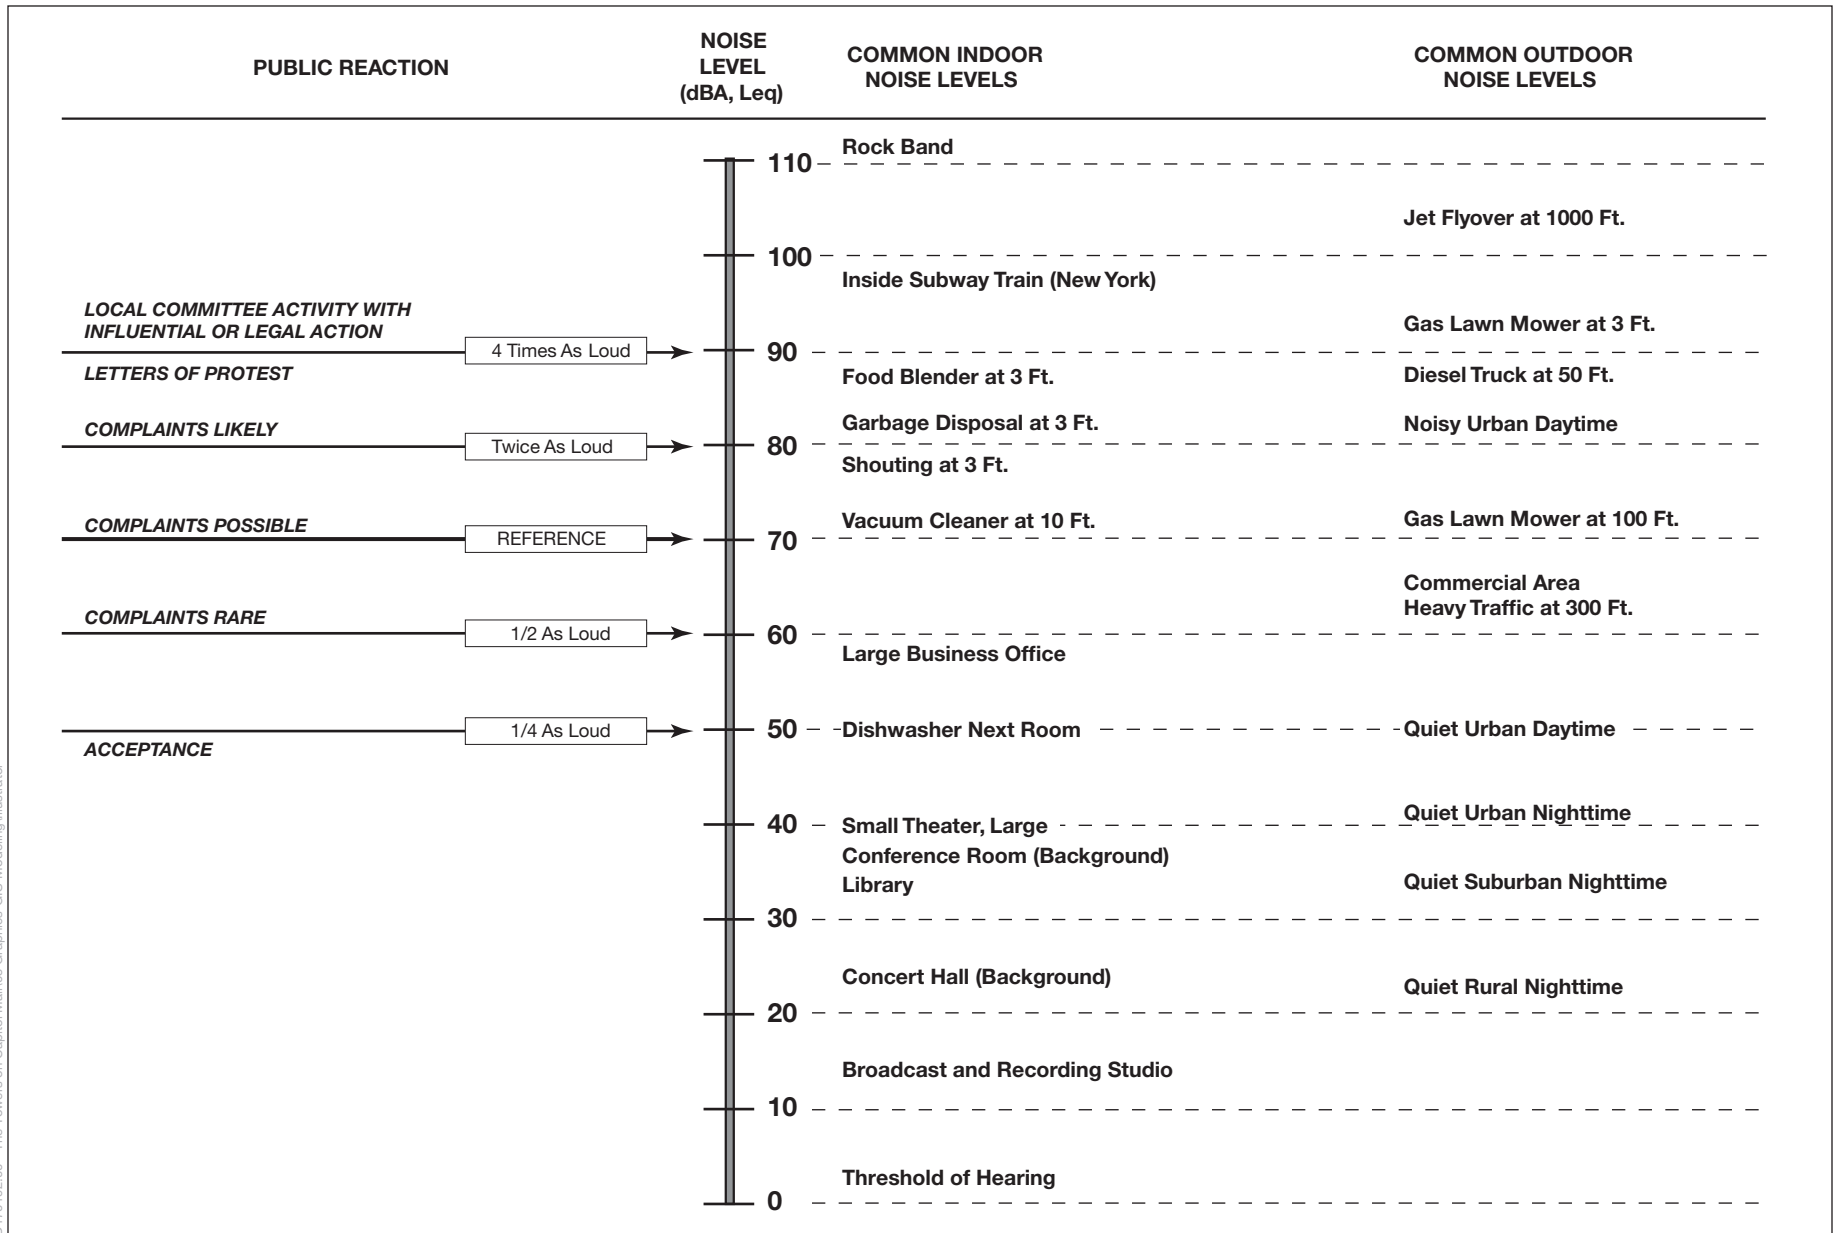 PUBLIC REACTION
NOISE
LEVEL
(dBA, Leq)
COMMON INDOOR
NOISE LEVELS
COMMON OUTDOOR
NOISE LEVELS
110
Rock Band
Jet Flyover at 1000 Ft.
100
Inside Subway Train (New York)
LOCAL COMMITTEE ACTIVITY WITH
INFLUENTIAL OR LEGAL ACTION
Gas Lawn Mower at 3 Ft.
4 Times As Loud
90
LETTERS OF PROTEST
Food Blender at 3 Ft.
Diesel Truck at 50 Ft.
COMPLAINTS LIKELY
Garbage Disposal at 3 Ft.
Noisy Urban Daytime
Twice As Loud
80
Shouting at 3 Ft.
COMPLAINTS POSSIBLE
Vacuum Cleaner at 10 Ft.
Gas Lawn Mower at 100 Ft.
REFERENCE
70
Commercial Area
Heavy Traffic at 300 Ft.
COMPLAINTS RARE
1/2 As Loud
60
Large Business Office
1/4 As Loud
50
Dishwasher Next Room
Quiet Urban Daytime
ACCEPTANCE
Quiet Urban Nighttime
40
Small Theater, Large
Conference Room (Background)
Library
Quiet Suburban Nighttime
30
Concert Hall (Background)
Quiet Rural Nighttime
20
Broadcast and Recording Studio
10
Threshold of Hearing
0